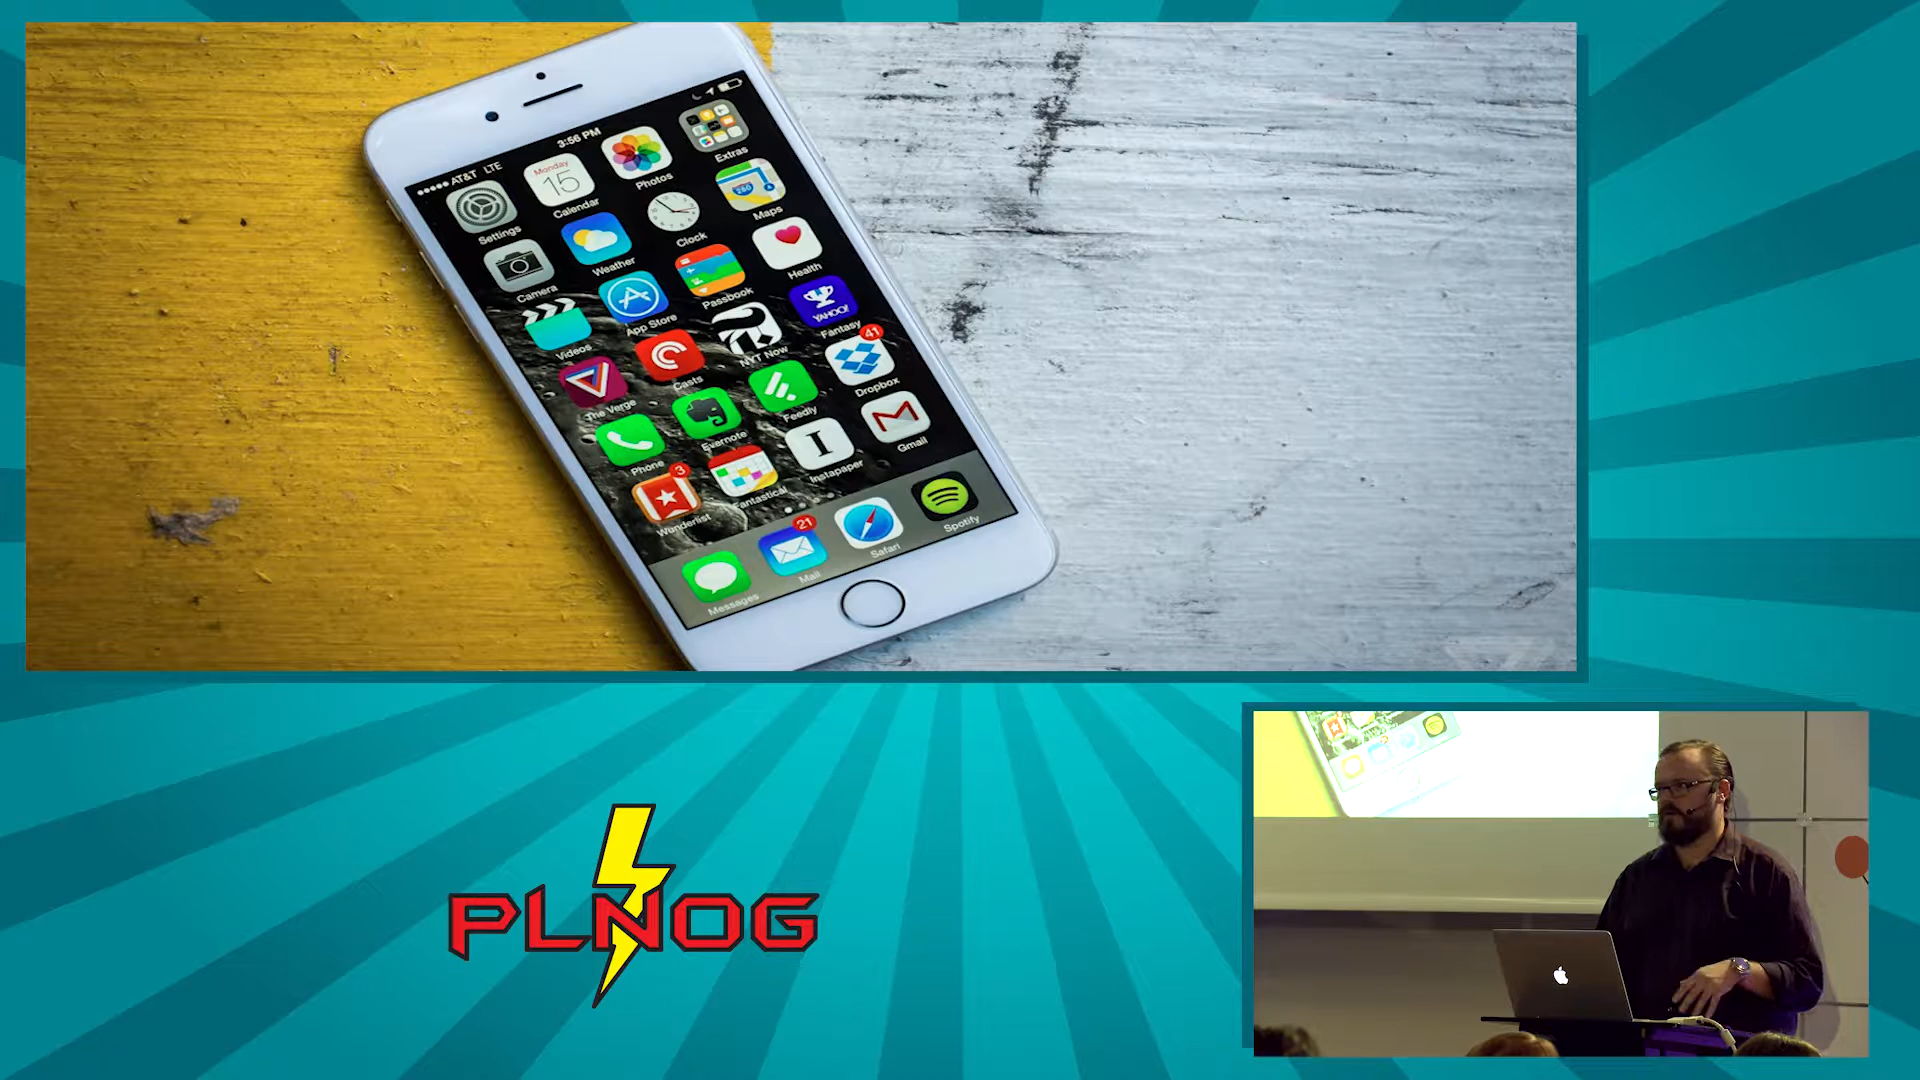 ●●●●● AT&T LTE 3:56 PM
Settings
Monday
15
Calendar
Photos
Extras
Camera
Weather
Clock
280
Maps
Videos
App Store
Passbook
Health
The Verge
Casts
NYT Now
YAHOO!
Fantasy
Phone
Evernote
Feedly
41
Dropbox
3
Wunderlist
Fantastical
I
Instapaper
Gmail
Messages
21
Mail
Safari
Spotify
PLNOG